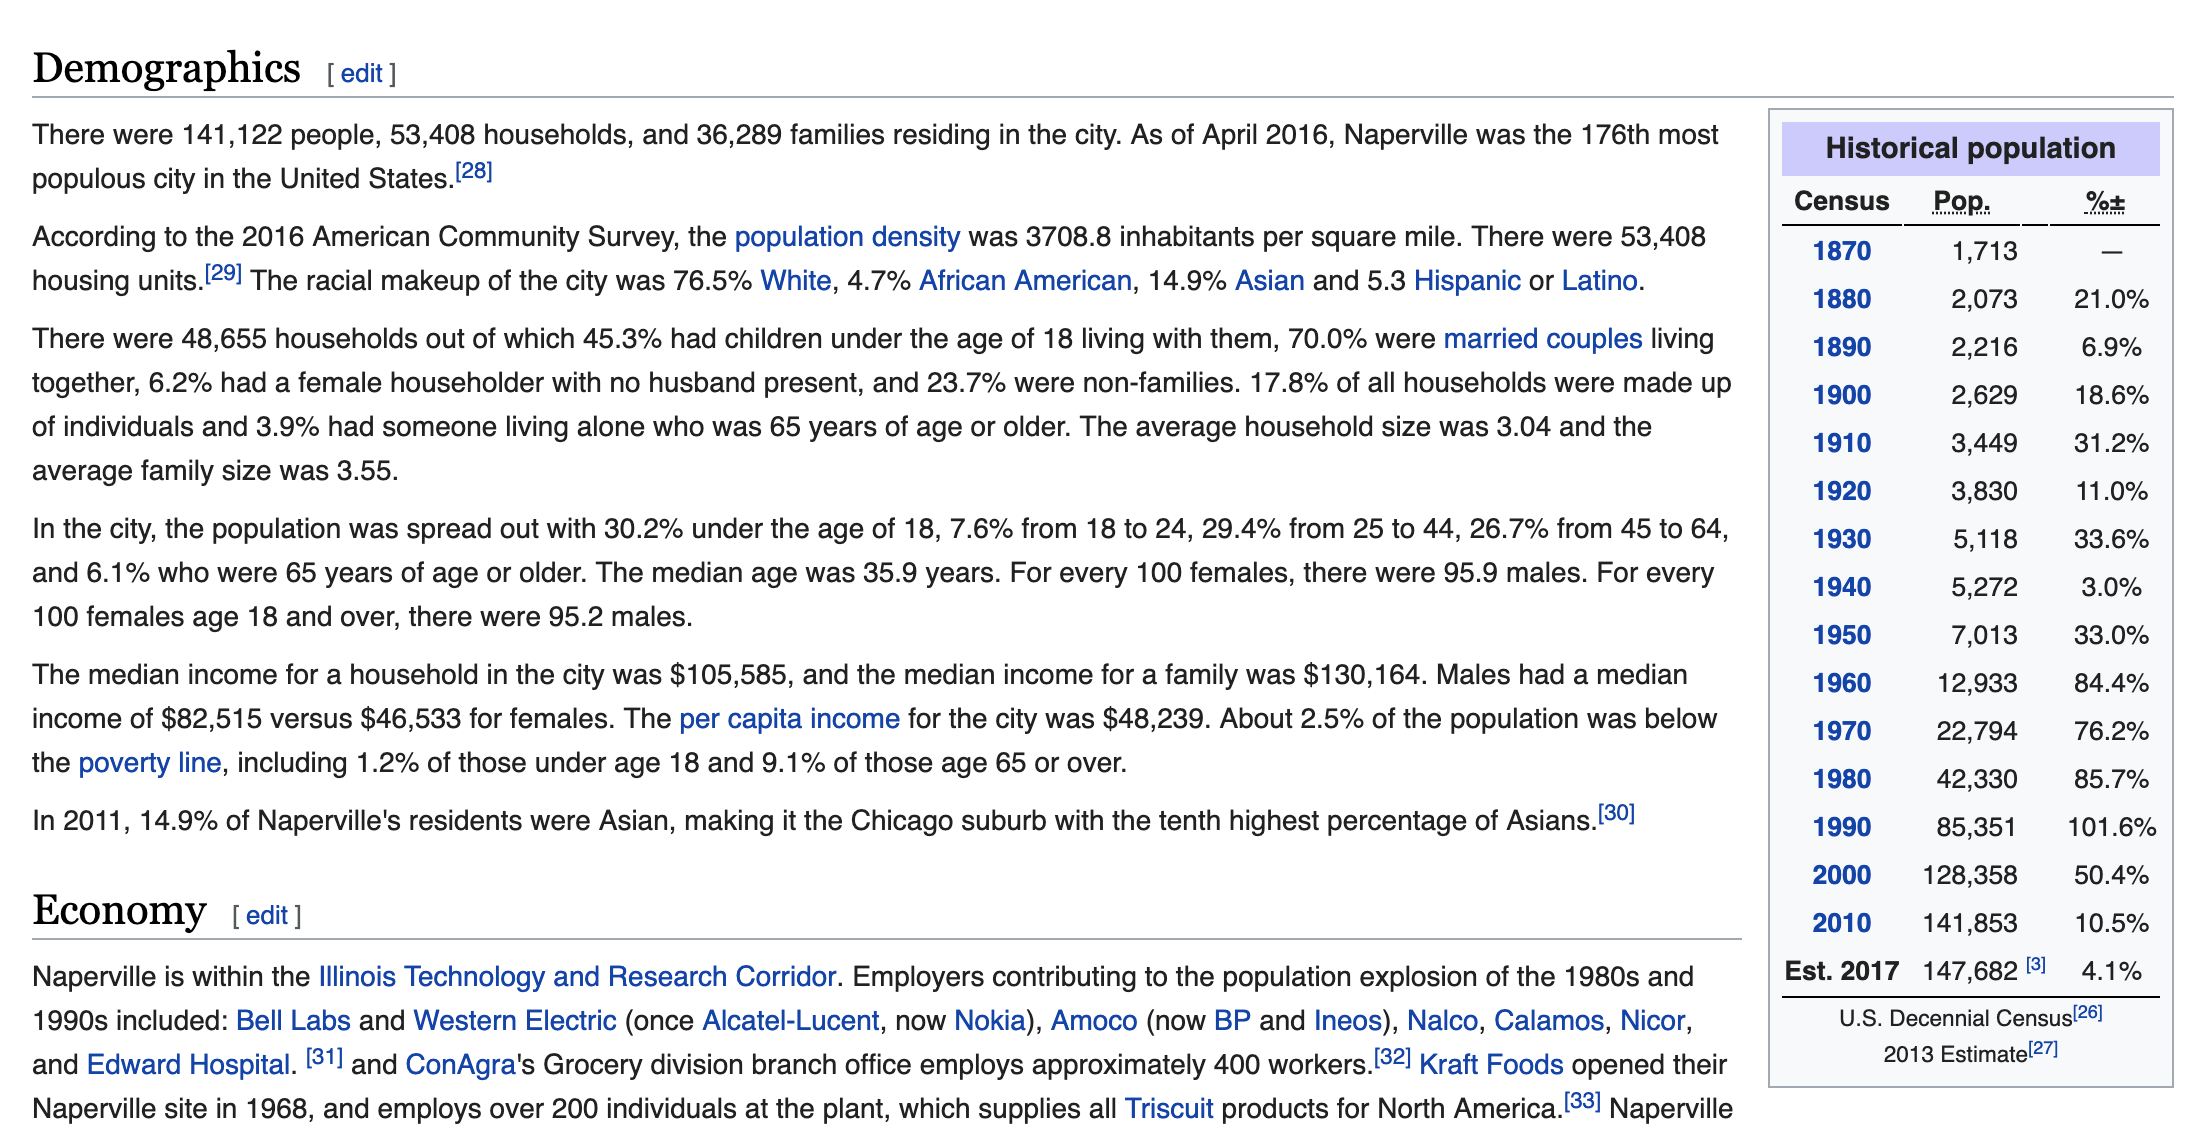 Demographics [ edit ]
There were 141,122 people, 53,408 households, and 36,289 families residing in the city. As of April 2016, Naperville was the 176th most
populous city in the United States.[28]
According to the 2016 American Community Survey, the population density was 3708.8 inhabitants per square mile. There were 53,408
housing units.[29] The racial makeup of the city was 76.5% White, 4.7% African American, 14.9% Asian and 5.3 Hispanic or Latino.
There were 48,655 households out of which 45.3% had children under the age of 18 living with them, 70.0% were married couples living
together, 6.2% had a female householder with no husband present, and 23.7% were non-families. 17.8% of all households were made up
of individuals and 3.9% had someone living alone who was 65 years of age or older. The average household size was 3.04 and the
average family size was 3.55.
In the city, the population was spread out with 30.2% under the age of 18, 7.6% from 18 to 24, 29.4% from 25 to 44, 26.7% from 45 to 64,
and 6.1% who were 65 years of age or older. The median age was 35.9 years. For every 100 females, there were 95.9 males. For every
100 females age 18 and over, there were 95.2 males.
The median income for a household in the city was $105,585, and the median income for a family was $130,164. Males had a median
income of $82,515 versus $46,533 for females. The per capita income for the city was $48,239. About 2.5% of the population was below
the poverty line, including 1.2% of those under age 18 and 9.1% of those age 65 or over.
In 2011, 14.9% of Naperville's residents were Asian, making it the Chicago suburb with the tenth highest percentage of Asians.[30]
Economy [ edit ]
Naperville is within the Illinois Technology and Research Corridor. Employers contributing to the population explosion of the 1980s and
1990s included: Bell Labs and Western Electric (once Alcatel-Lucent, now Nokia), Amoco (now BP and Ineos), Nalco, Calamos, Nicor,
and Edward Hospital. [31] and ConAgra's Grocery division branch office employs approximately 400 workers.[32] Kraft Foods opened their
Naperville site in 1968, and employs over 200 individuals at the plant, which supplies all Triscuit products for North America.[33] Naperville
Historical population
Census Pop. %±
1870 1,713 —
1880 2,073 21.0%
1890 2,216 6.9%
1900 2,629 18.6%
1910 3,449 31.2%
1920 3,830 11.0%
1930 5,118 33.6%
1940 5,272 3.0%
1950 7,013 33.0%
1960 12,933 84.4%
1970 22,794 76.2%
1980 42,330 85.7%
1990 85,351 101.6%
2000 128,358 50.4%
2010 141,853 10.5%
Est. 2017 147,682 [3] 4.1%
U.S. Decennial Census[26]
2013 Estimate[27]